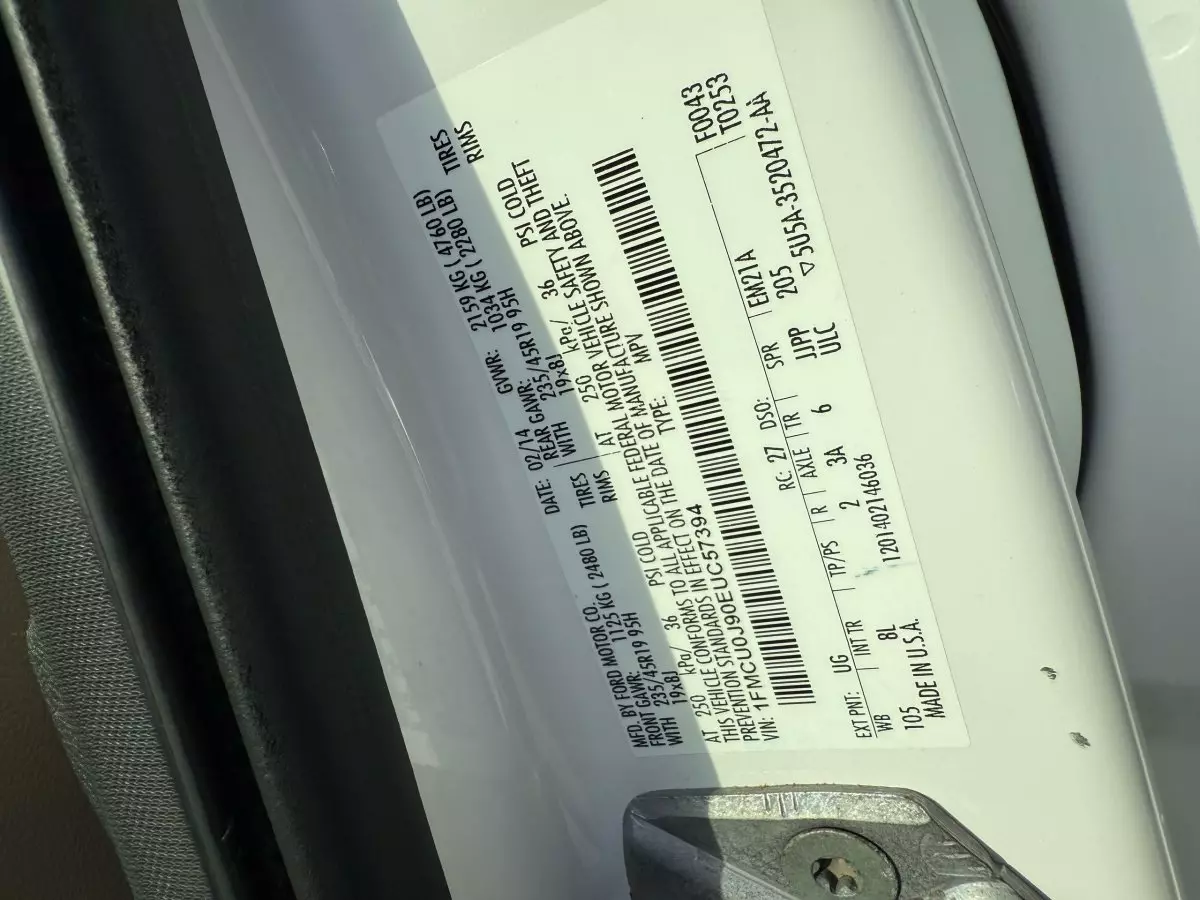 MFD. BY FORD MOTOR CO.
DATE: 02/14 GVWR: 2159 KG ( 4760 LB)
FRONT GAWR: 1125 KG ( 2480 LB) REAR GAWR: 1034 KG ( 2280 LB)
WITH 235/45R19 95H TIRES WITH 235/45R19 95H TIRES
19x8J RIMS 19x8J RIMS
AT 250 kPa/ 36 PSI COLD AT 250 kPa/ 36 PSI COLD
THIS VEHICLE CONFORMS TO ALL APPLICABLE FEDERAL MOTOR VEHICLE SAFETY AND THEFT
PREVENTION STANDARDS IN EFFECT ON THE DATE OF MANUFACTURE SHOWN ABOVE.
VIN: 1FMCU0J90EUC57394 TYPE: MPV
F0043
T0253
EXT PNT: UG RC: 27 DSO:
WB INT TR TP/PS R AXLE TR SPR EM21A
105 8L 2 3A 6 JJPP 205
MADE IN U.S.A. ULC
1201402146036
▽5U5A-3520472-AA